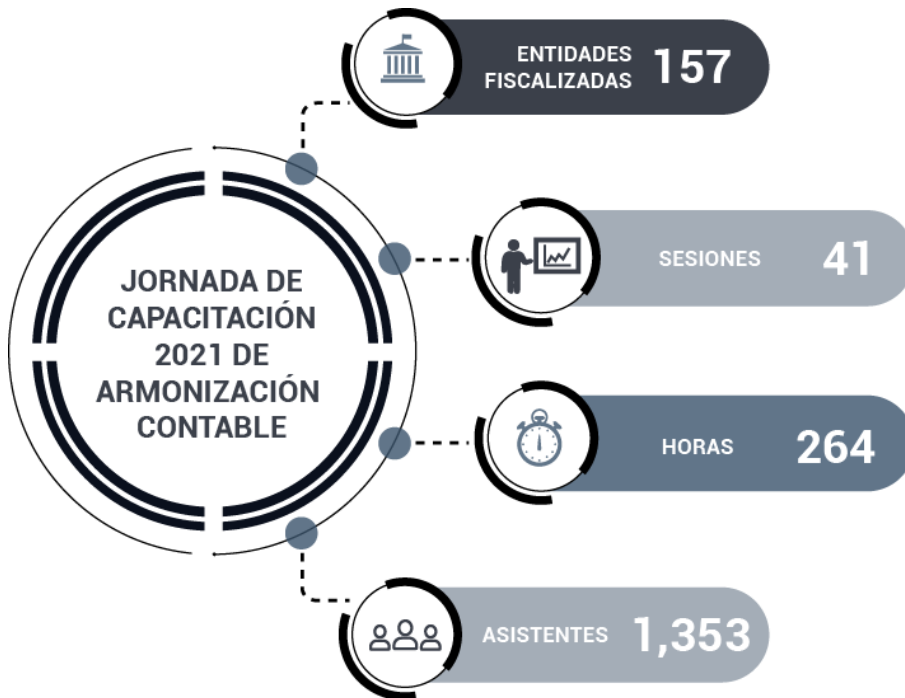 JORNADA DE
CAPACITACIÓN
2021 DE
ARMONIZACIÓN
CONTABLE
ENTIDADES
FISCALIZADAS
157
SESIONES 41
HORAS 264
ASISTENTES 1,353